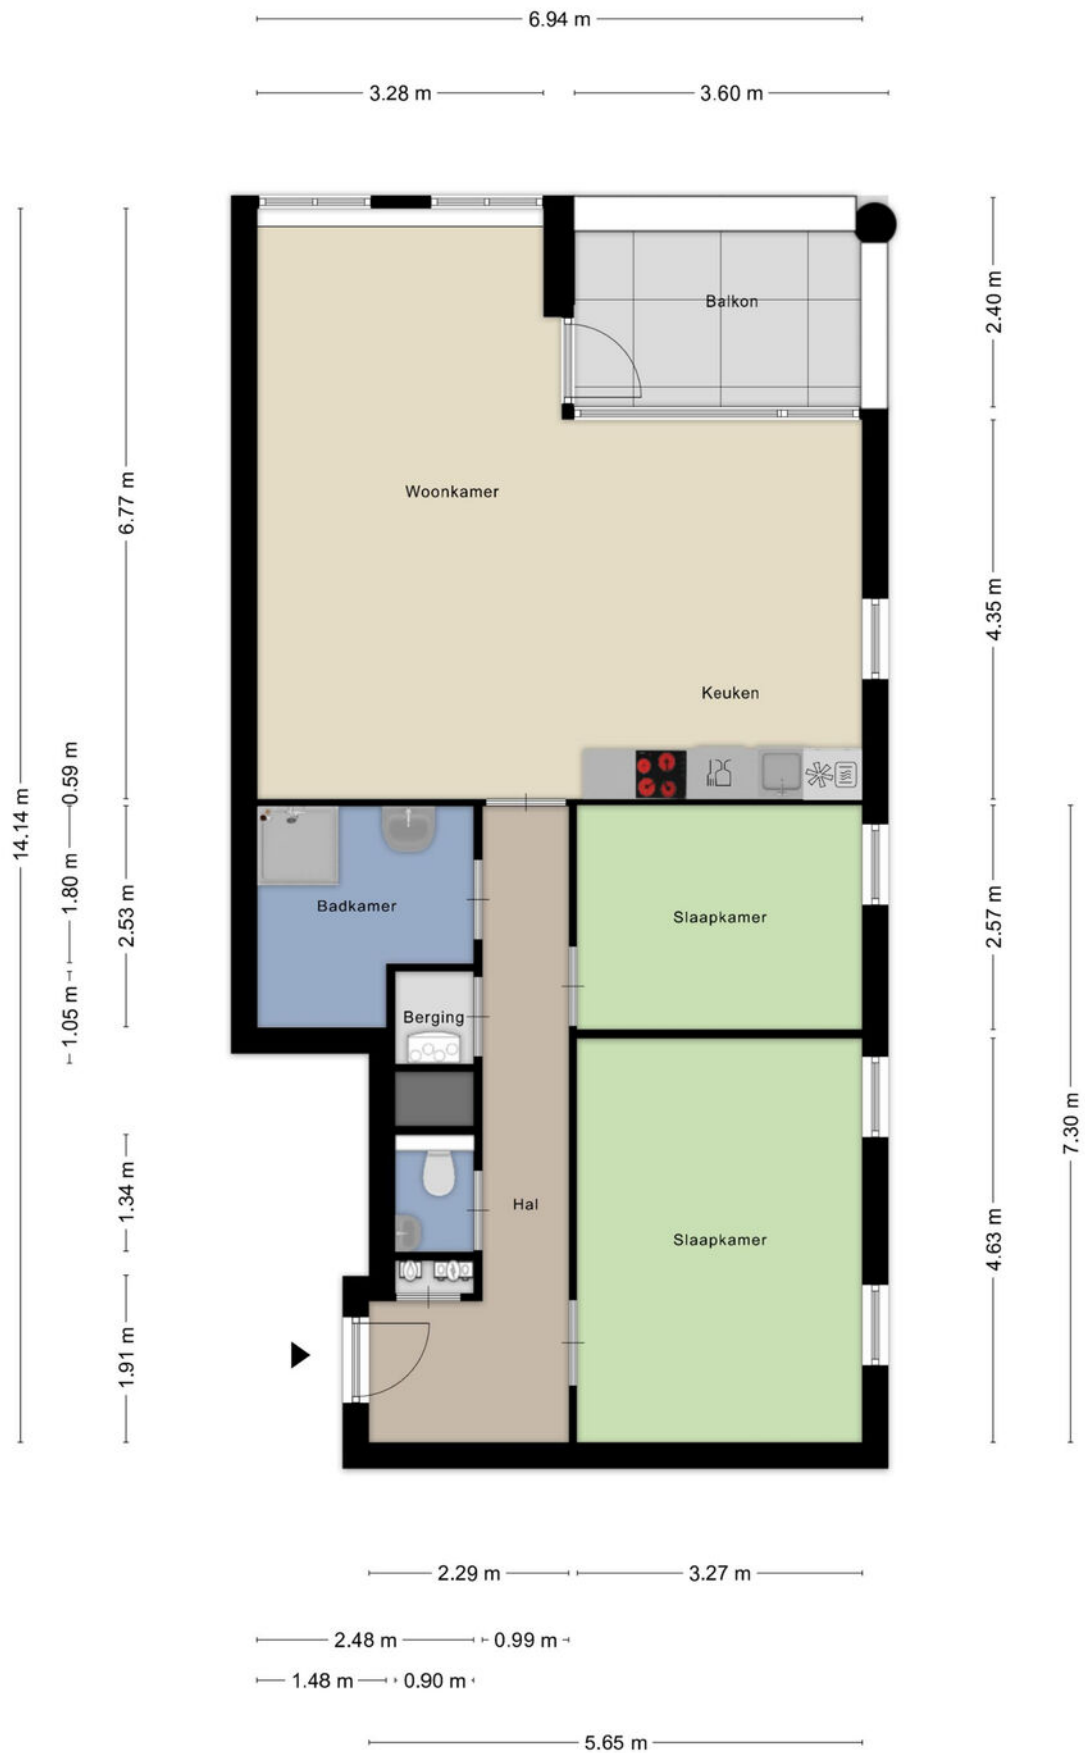 6.94 m
3.28 m
3.60 m
Balkon
2.40 m
Woonkamer
6.77 m
4.35 m
Keuken
0.59 m
14.14 m
1.80 m
2.53 m
Badkamer
Slaapkamer
2.57 m
1.05 m
Berging
7.30 m
1.34 m
Hal
Slaapkamer
4.63 m
1.91 m
2.29 m
3.27 m
2.48 m
0.99 m
1.48 m
0.90 m
5.65 m